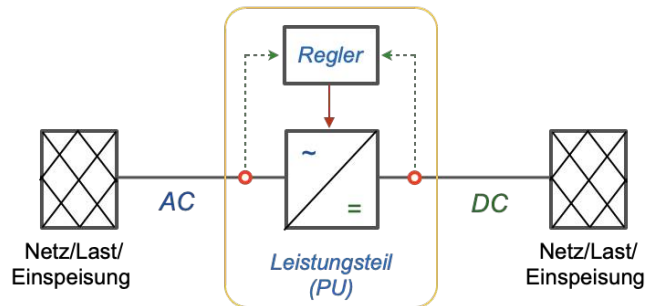 Regler
~
=
AC
DC
Netz/Last/
Einspeisung
Leistungsteil
(PU)
Netz/Last/
Einspeisung